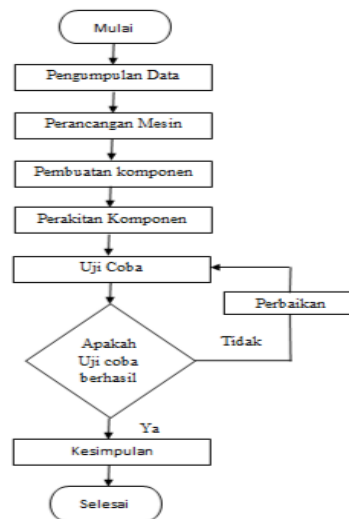 Mulai
Pengumpulan Data
Perancangan Mesin
Pembuatan komponen
Perakitan Komponen
Uji Coba
Perbaikan
Apakah
Uji coba
berhasil
Tidak
Ya
Kesimpulan
Selesai